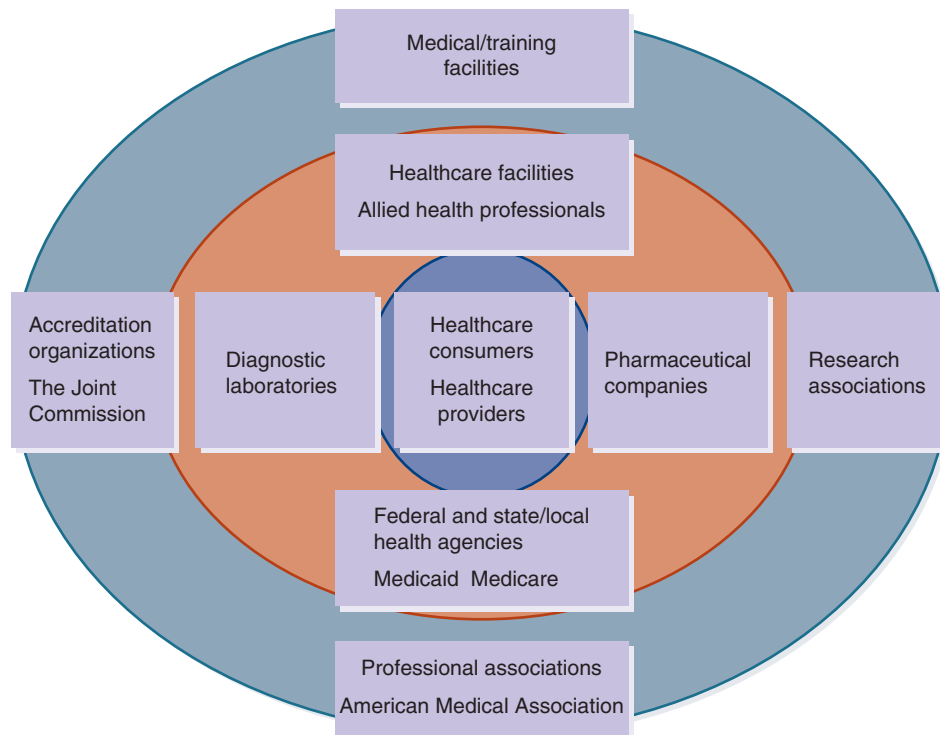 Medical/training
facilities
Healthcare facilities
Allied health professionals
Accreditation
organizations
The Joint
Commission
Diagnostic
laboratories
Healthcare
consumers
Healthcare
providers
Pharmaceutical
companies
Research
associations
Federal and state/local
health agencies
Medicaid Medicare
Professional associations
American Medical Association